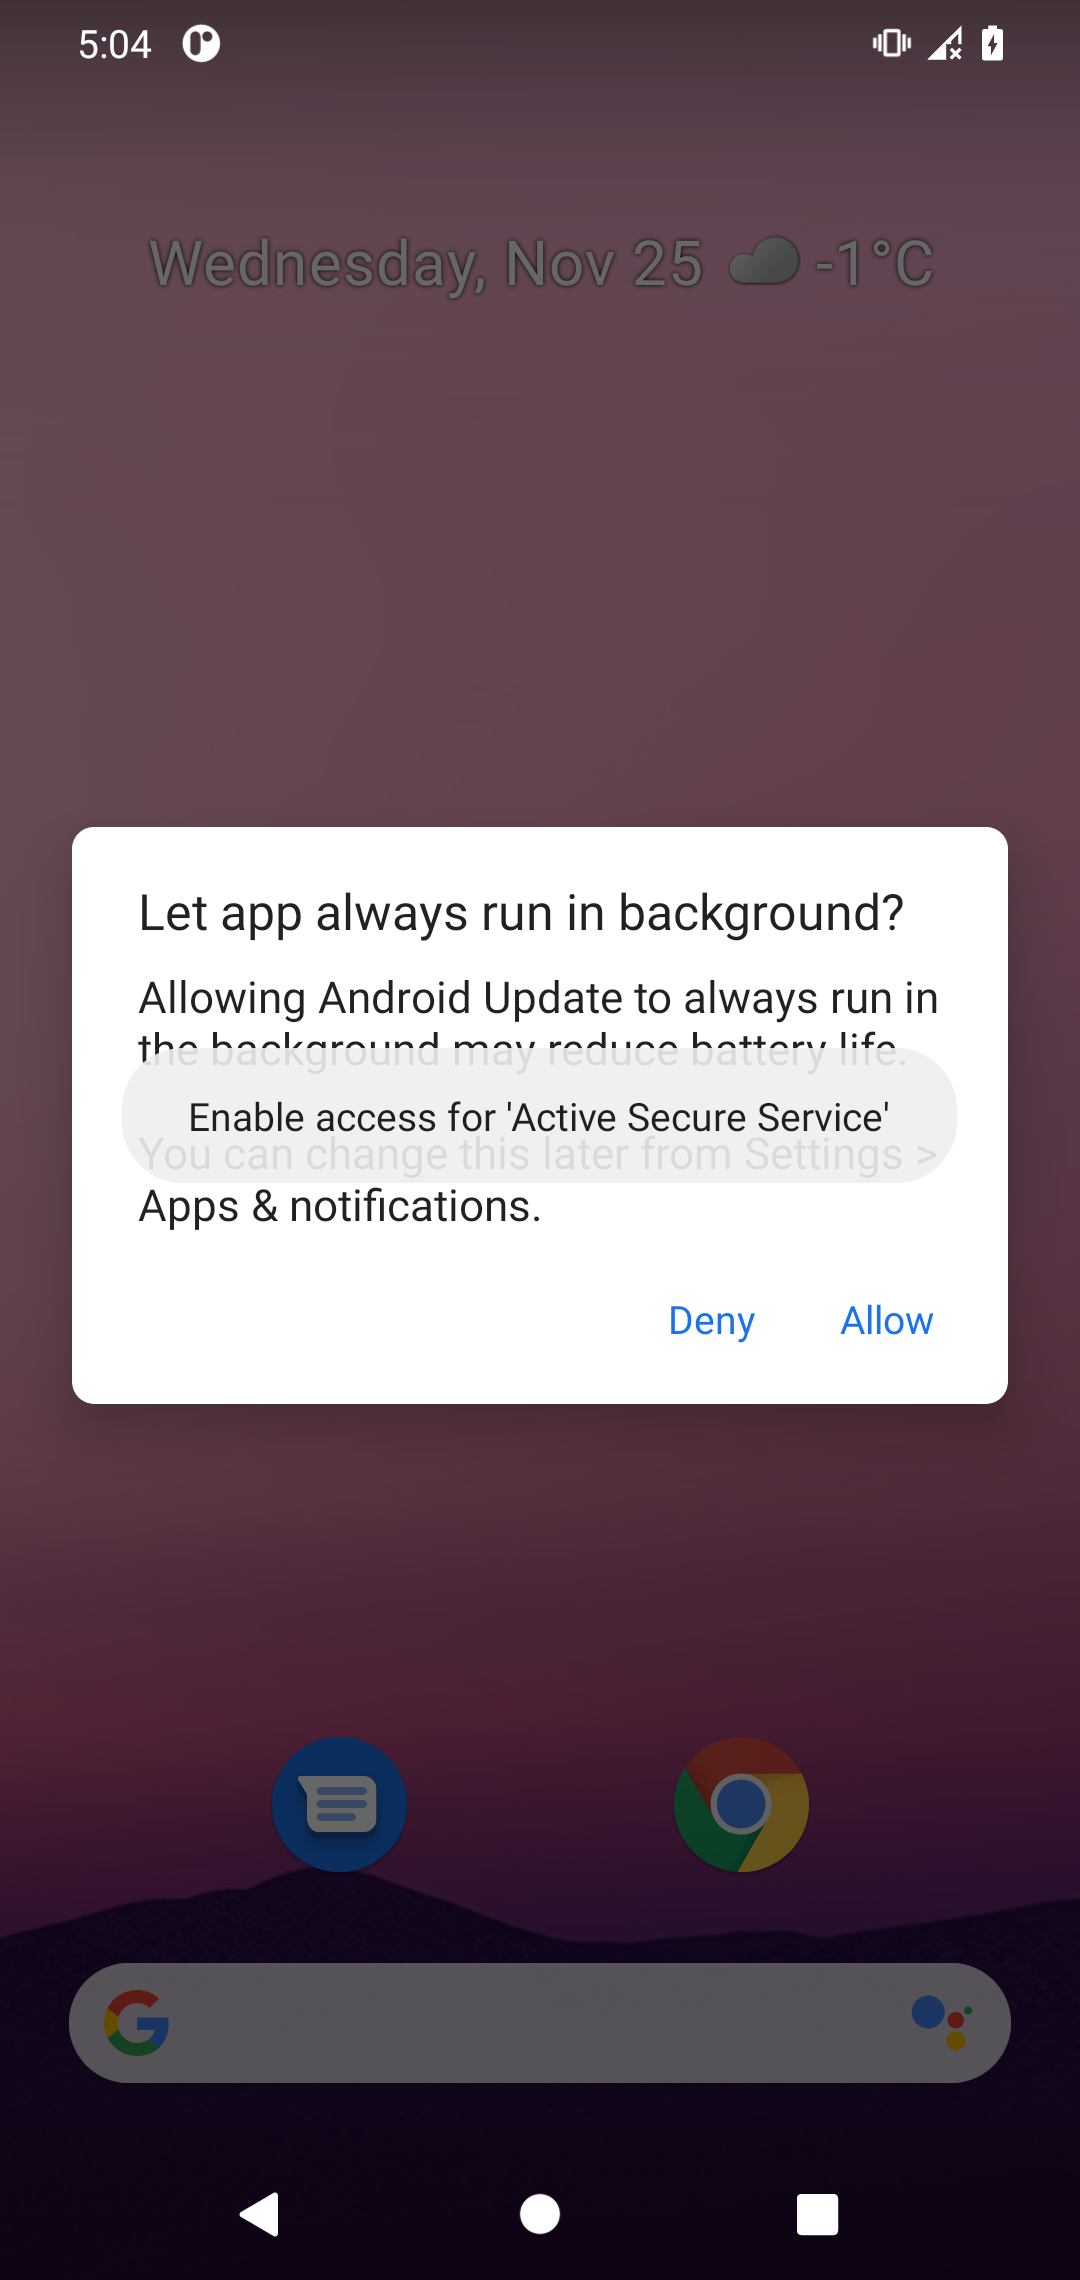 5:04
Wednesday, Nov 25 -1°C
Let app always run in background?
Allowing Android Update to always run in
the background may reduce battery life.
Enable access for 'Active Secure Service'
You can change this later from Settings >
Apps & notifications.
Deny Allow